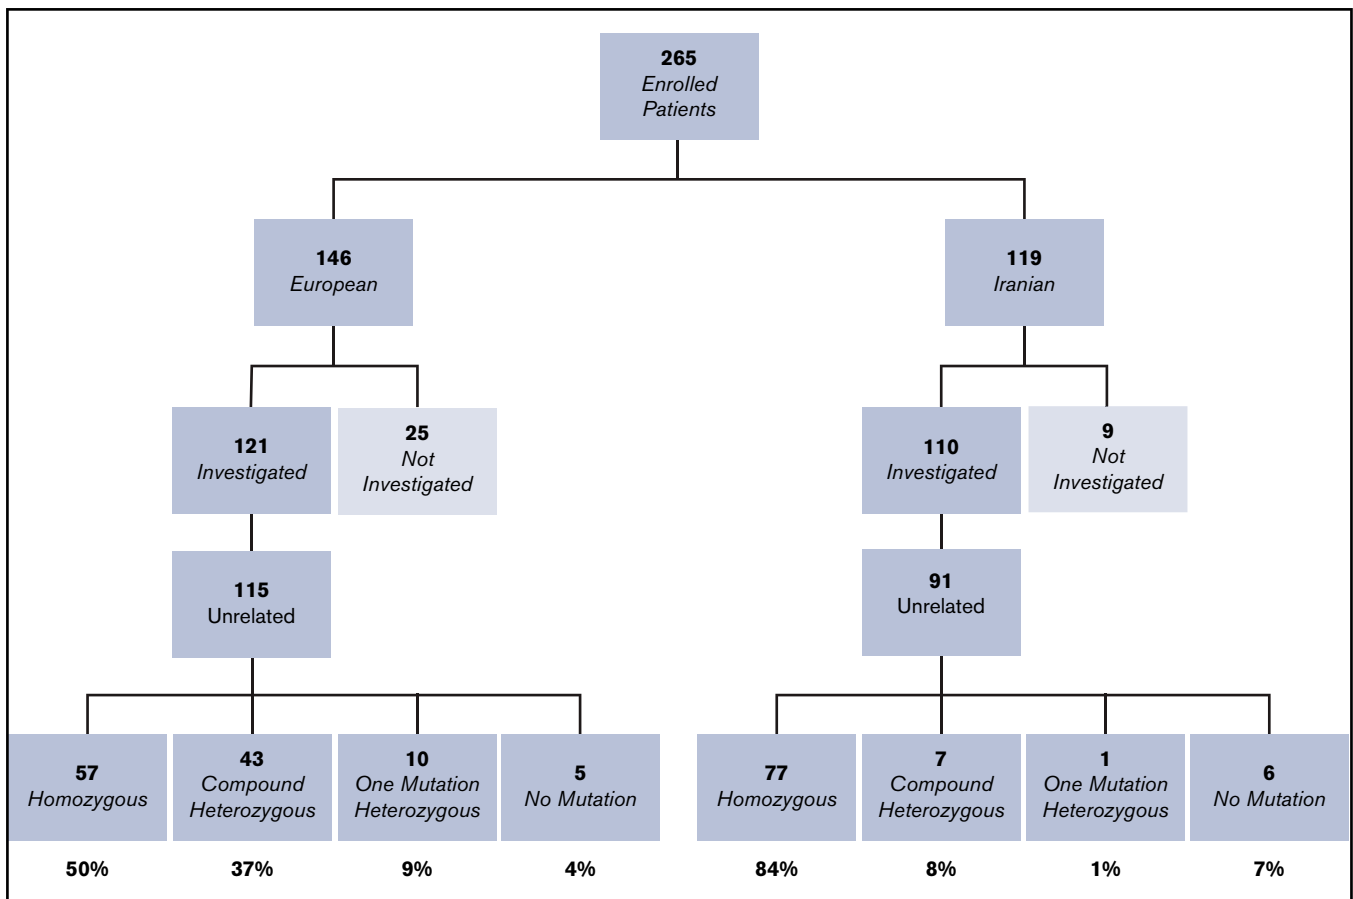 265
Enrolled
Patients
146
European
119
Iranian
121
Investigated
25
Not
Investigated
110
Investigated
9
Not
Investigated
115
Unrelated
91
Unrelated
57
Homozygous
43
Compound
Heterozygous
10
One Mutation
Heterozygous
5
No Mutation
77
Homozygous
7
Compound
Heterozygous
1
One Mutation
Heterozygous
6
No Mutation
50%
37%
9%
4%
84%
8%
1%
7%